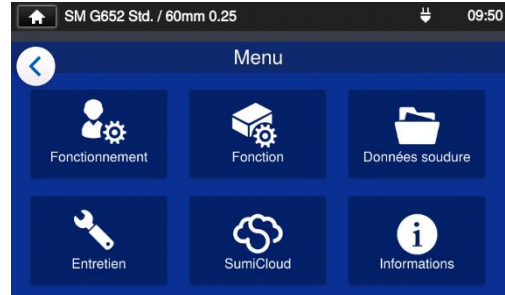 SM G652 Std. / 60mm 0.25 09:50
Menu
Fonctionnement Fonction Données soudure
Entretien SumiCloud Informations